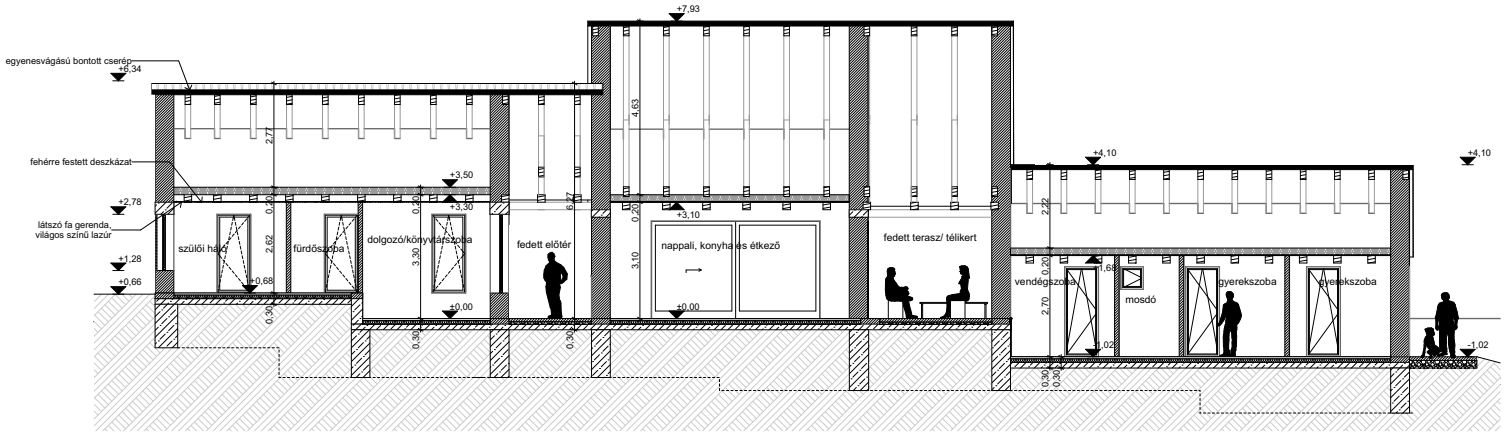 +7,93
egyenesvágású bontott cserép
+6,34
4,63
2,77
fehérre festett deszkázat
+4,10
+4,10
+3,50
0,20
0,20
+3,30
6,27
0,20
+3,10
2,22
+2,78
látszó fa gerenda,
világos színű lazúr
szülői háló
2,62
fürdőszoba
dolgozó/könyvtárszoba
3,30
fedett előtér
3,10
nappali, konyha és étkező
fedett terasz/ télikert
0,20
+1,68
+1,28
+0,66
+0,68
vendégszoba
2,70
mosdó
gyerekszoba
gyerekszoba
0,30
±0,00
±0,00
0,30
0,30
-1,02
-1,02
0,30
0,30